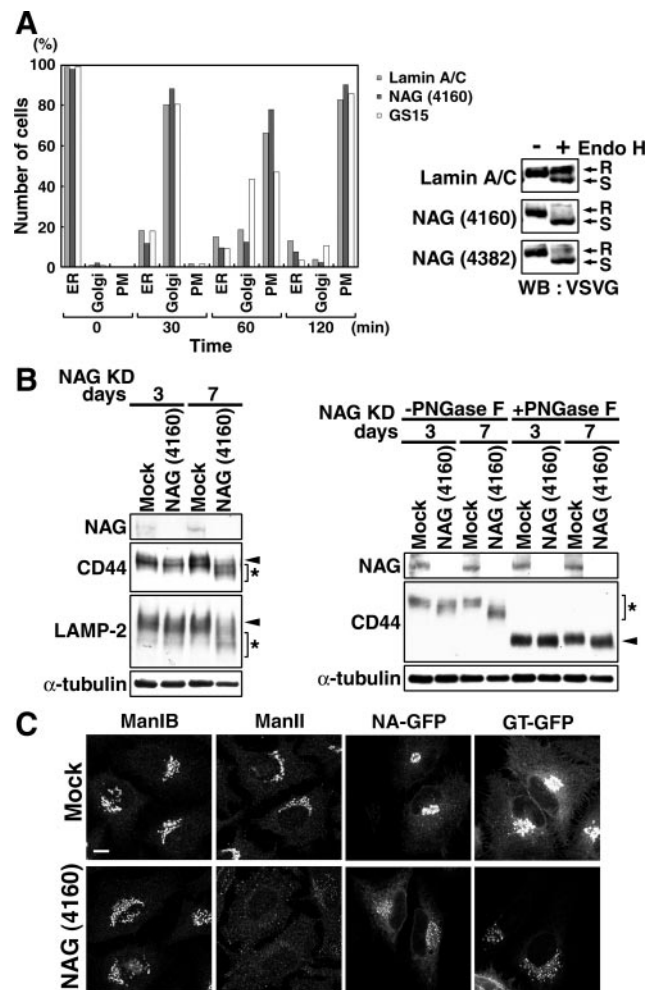 A
(%)
100
80
60
40
20
0
Number of cells
Lamin A/C
NAG (4160)
GS15
ER Golgi PM ER Golgi PM ER Golgi PM ER Golgi PM
0 30 60 120 (min)
Time
- + Endo H
Lamin A/C R
S
NAG (4160) R
S
NAG (4382) R
S
WB : VSVG
B
NAG KD days 3 7
Mock NAG (4160) Mock NAG (4160)
NAG
CD44
*
LAMP-2
*
α-tubulin
NAG KD -PNGase F +PNGase F
days 3 7 3 7
Mock NAG (4160) Mock NAG (4160) Mock NAG (4160) Mock NAG (4160)
NAG
CD44
*
α-tubulin
C
ManIB ManII NA-GFP GT-GFP
Mock
NAG (4160)